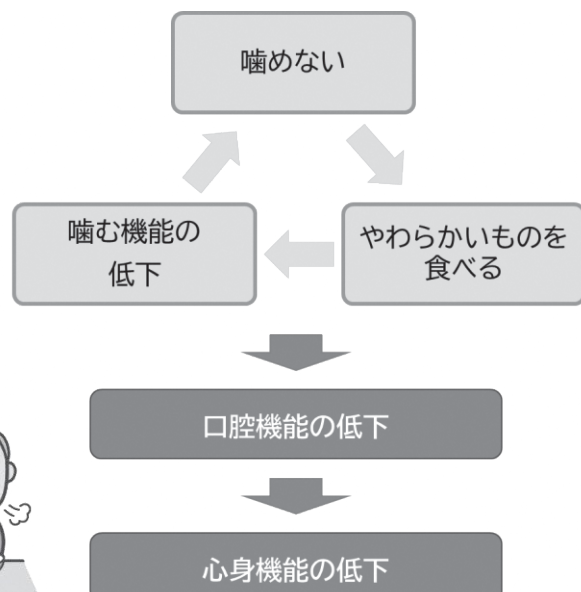 噛めない
噛む機能の
低下
やわらかいものを
食べる
口腔機能の低下
心身機能の低下